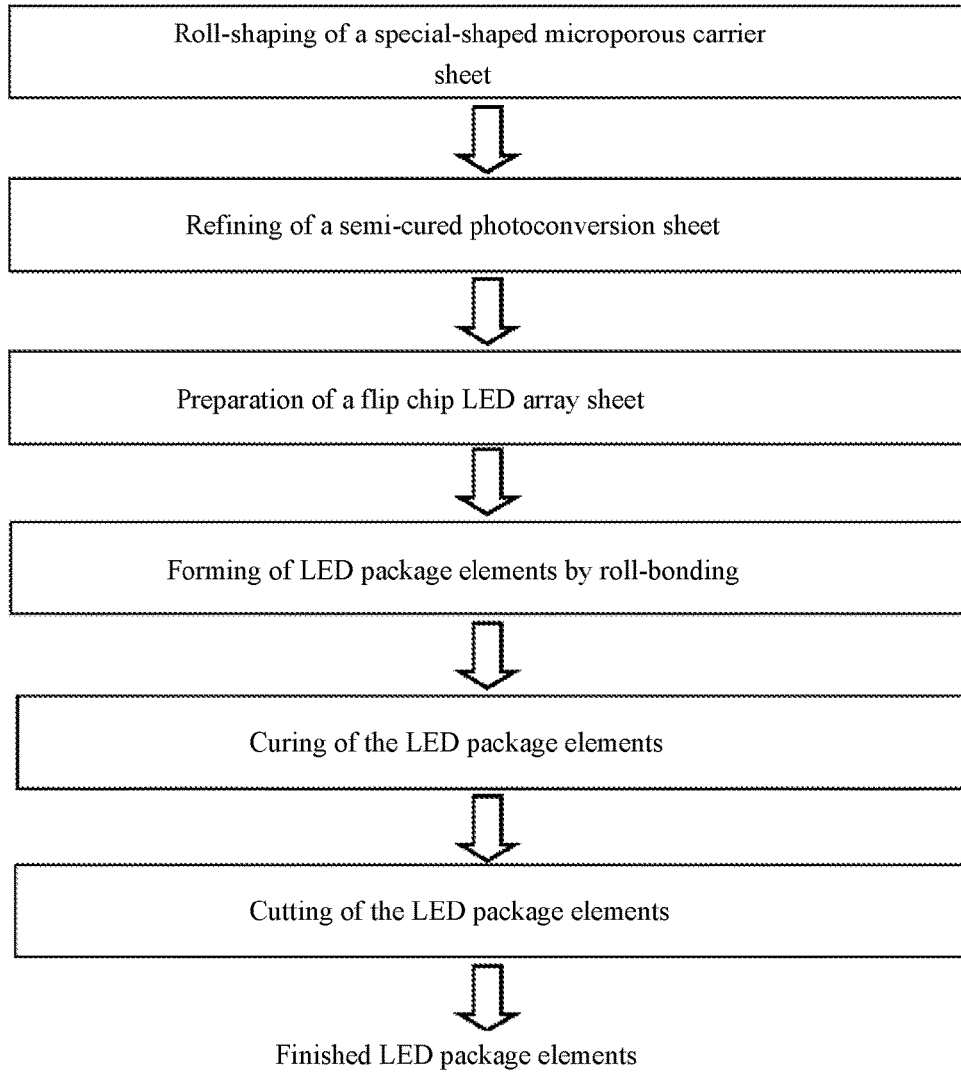 Roll-shaping of a special-shaped microporous carrier
sheet
Refining of a semi-cured photoconversion sheet
Preparation of a flip chip LED array sheet
Forming of LED package elements by roll-bonding
Curing of the LED package elements
Cutting of the LED package elements
Finished LED package elements